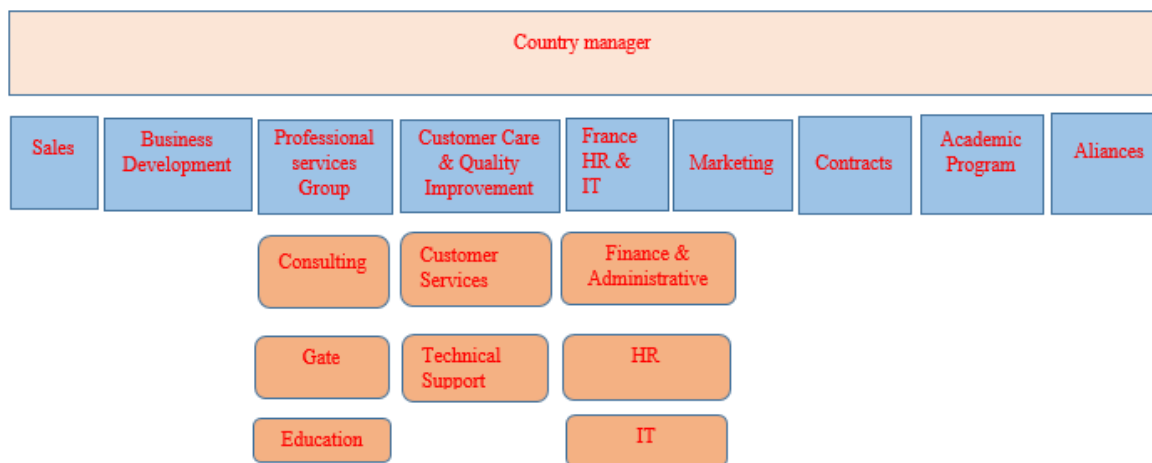 Country manager
Sales
Business
Development
Professional
services
Group
Customer Care
& Quality
Improvement
France
HR &
IT
Marketing
Contracts
Academic
Program
Aliances
Consulting
Customer
Services
Finance &
Administrative
Gate
Technical
Support
HR
Education
IT